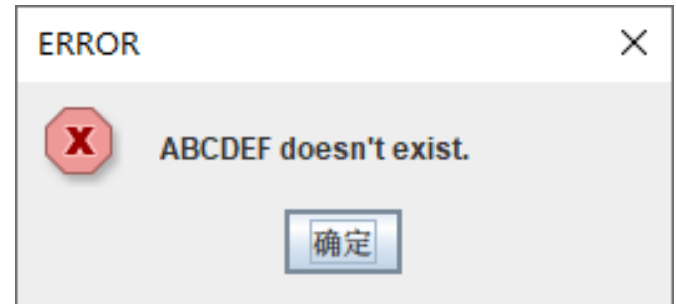 ERROR
ABCDEF doesn't exist.
确定